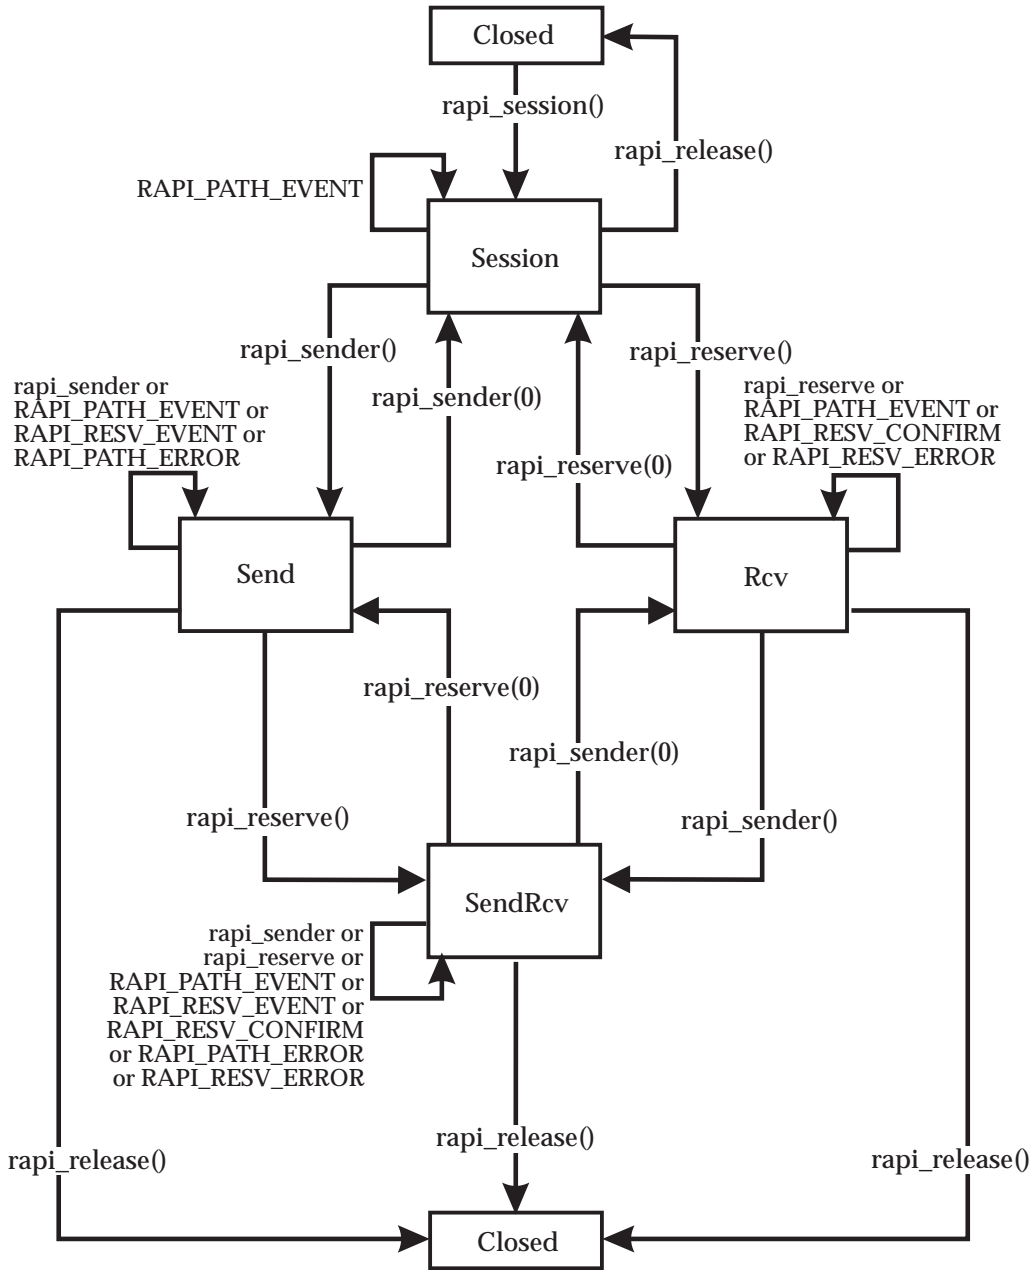 Closed
rapi_session()
rapi_release()
RAPI_PATH_EVENT
Session
rapi_sender()
rapi_reserve()
rapi_sender(0)
rapi_sender or
RAPI_PATH_EVENT or
RAPI_RESV_EVENT or
RAPI_PATH_ERROR
rapi_reserve or
RAPI_PATH_EVENT or
RAPI_RESV_CONFIRM
or RAPI_RESV_ERROR
rapi_reserve(0)
Send
Rcv
rapi_reserve(0)
rapi_sender(0)
rapi_reserve()
rapi_sender()
SendRcv
rapi_sender or
rapi_reserve or
RAPI_PATH_EVENT or
RAPI_RESV_EVENT or
RAPI_RESV_CONFIRM
or RAPI_PATH_ERROR
or RAPI_RESV_ERROR
rapi_release()
rapi_release()
rapi_release()
Closed